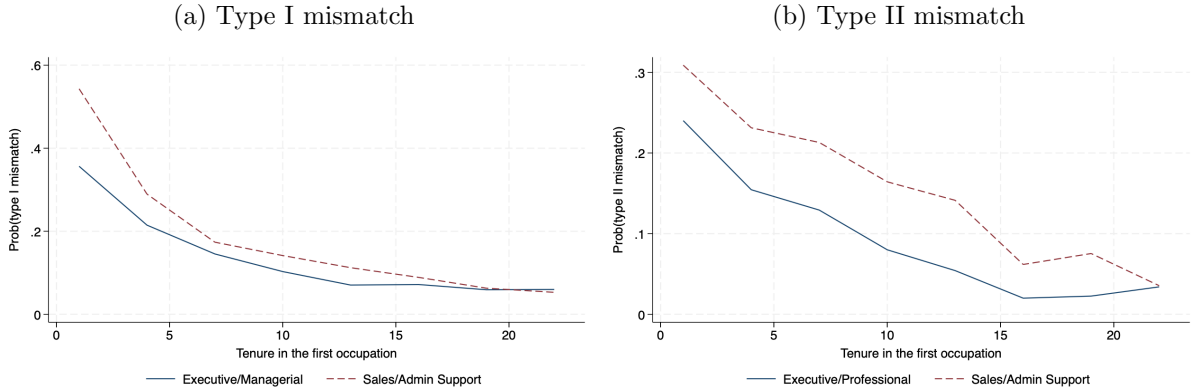 (a) Type I mismatch
Prob(type I mismatch)
.6
.4
.2
0
0 5 10 15 20
Tenure in the first occupation
Executive/Managerial Sales/Admin Support
(b) Type II mismatch
Prob(type II mismatch)
.3
.2
.1
0
0 5 10 15 20
Tenure in the first occupation
Executive/Professional Sales/Admin Support